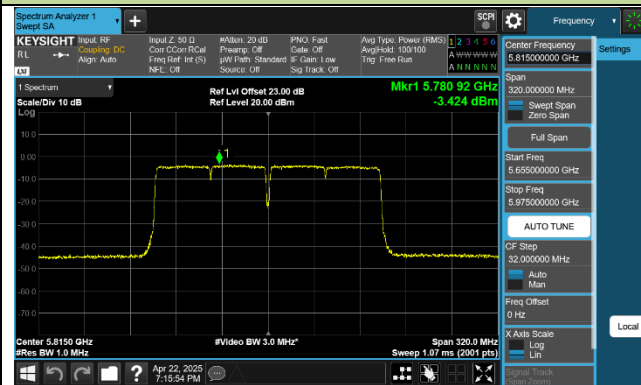 Spectrum Analyzer 1
Swept SA
SCPI
Frequency
KEYSIGHT
RL
LXI
Input: RF
Coupling: DC
Align: Auto
Input Z: 50 Ω
Corr CCorr RCal
Freq Ref: Int (S)
NFE: Off
#Atten: 20 dB
Preamp: Off
µW Path: Standard
Source: Off
PNO: Fast
Gate: Off
IF Gain: Low
Sig Track: Off
Avg Type: Power (RMS)
Avg|Hold: 100/100
Trig: Free Run
1 2 3 4 5 6
A W W W W W
A N N N N N
1 Spectrum
Scale/Div 10 dB
Log
Ref Lvl Offset 23.00 dB
Ref Level 20.00 dBm
Mkr1 5.780 92 GHz
-3.424 dBm
1
10.0
0.00
-10.0
-20.0
-30.0
-40.0
-50.0
-60.0
-70.0
Center 5.8150 GHz
#Res BW 1.0 MHz
#Video BW 3.0 MHz*
Span 320.0 MHz
Sweep 1.07 ms (2001 pts)
Apr 22, 2025
7:15:54 PM
Center Frequency
5.815000000 GHz
Span
320.000000 MHz
Swept Span
Zero Span
Full Span
Start Freq
5.655000000 GHz
Stop Freq
5.975000000 GHz
AUTO TUNE
CF Step
32.000000 MHz
Auto
Man
Freq Offset
0 Hz
X Axis Scale
Log
Lin
Signal Track
(Span Zoom)
Settings
Local